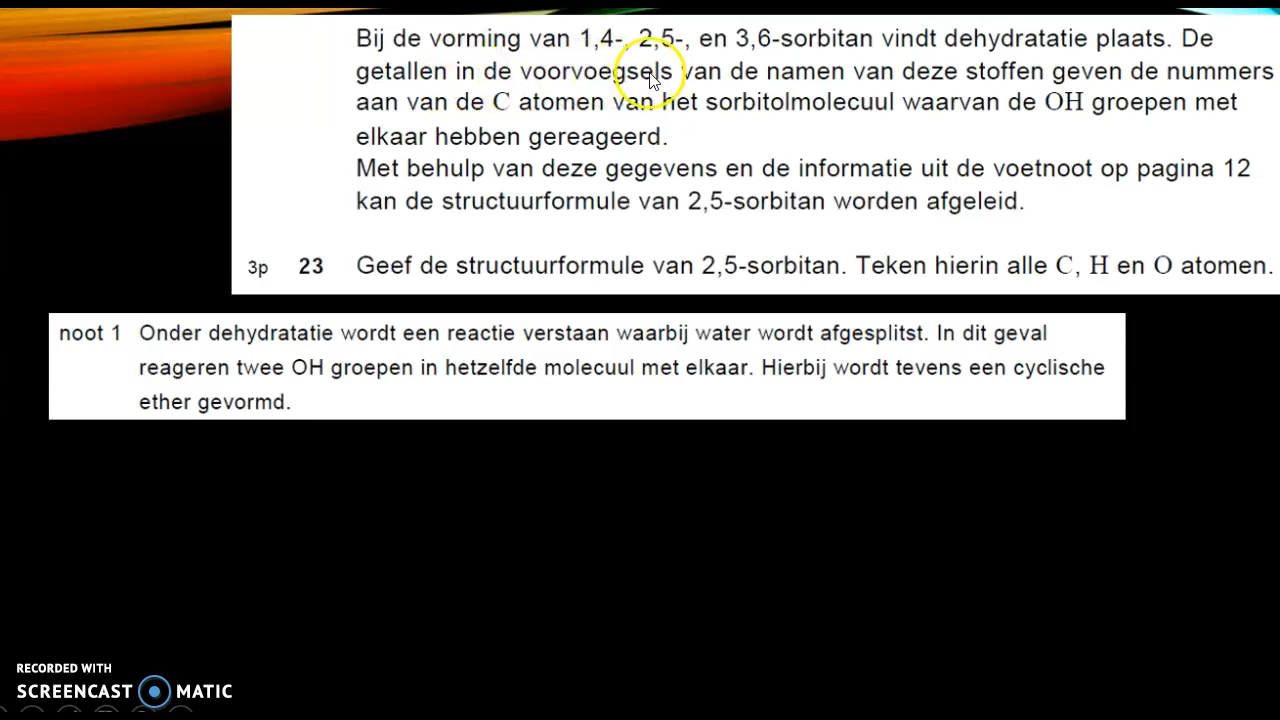 Bij de vorming van 1,4-, 2,5-, en 3,6-sorbitan vindt dehydratatie plaats. De
getallen in de voorvoegsels van de namen van deze stoffen geven de nummers
aan van de C atomen van het sorbitolmolecuul waarvan de OH groepen met
elkaar hebben gereageerd.
Met behulp van deze gegevens en de informatie uit de voetnoot op pagina 12
kan de structuurformule van 2,5-sorbitan worden afgeleid.
3p 23 Geef de structuurformule van 2,5-sorbitan. Teken hierin alle C, H en O atomen.
noot 1 Onder dehydratatie wordt een reactie verstaan waarbij water wordt afgesplitst. In dit geval
reageren twee OH groepen in hetzelfde molecuul met elkaar. Hierbij wordt tevens een cyclische
ether gevormd.
RECORDED WITH
SCREENCAST MATIC